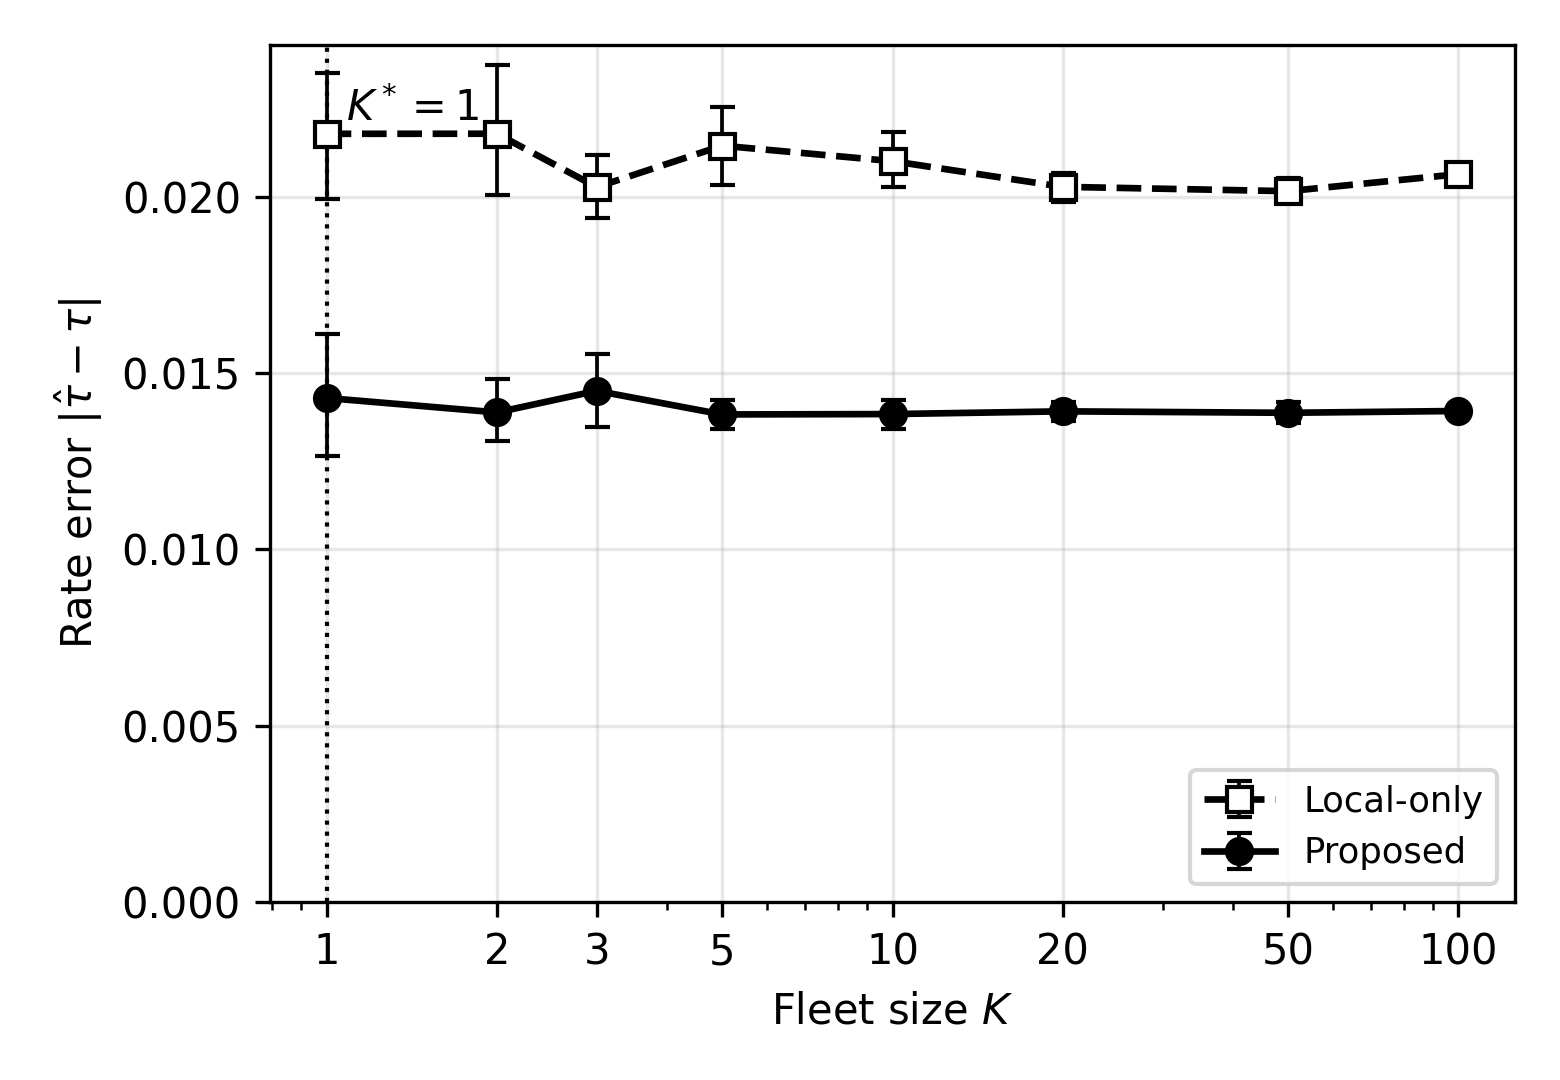 K* = 1
0.020
0.015
0.010
0.005
0.000
Rate error |τ̂ − τ|
1 2 3 5 10 20 50 100
Fleet size K
Local-only
Proposed